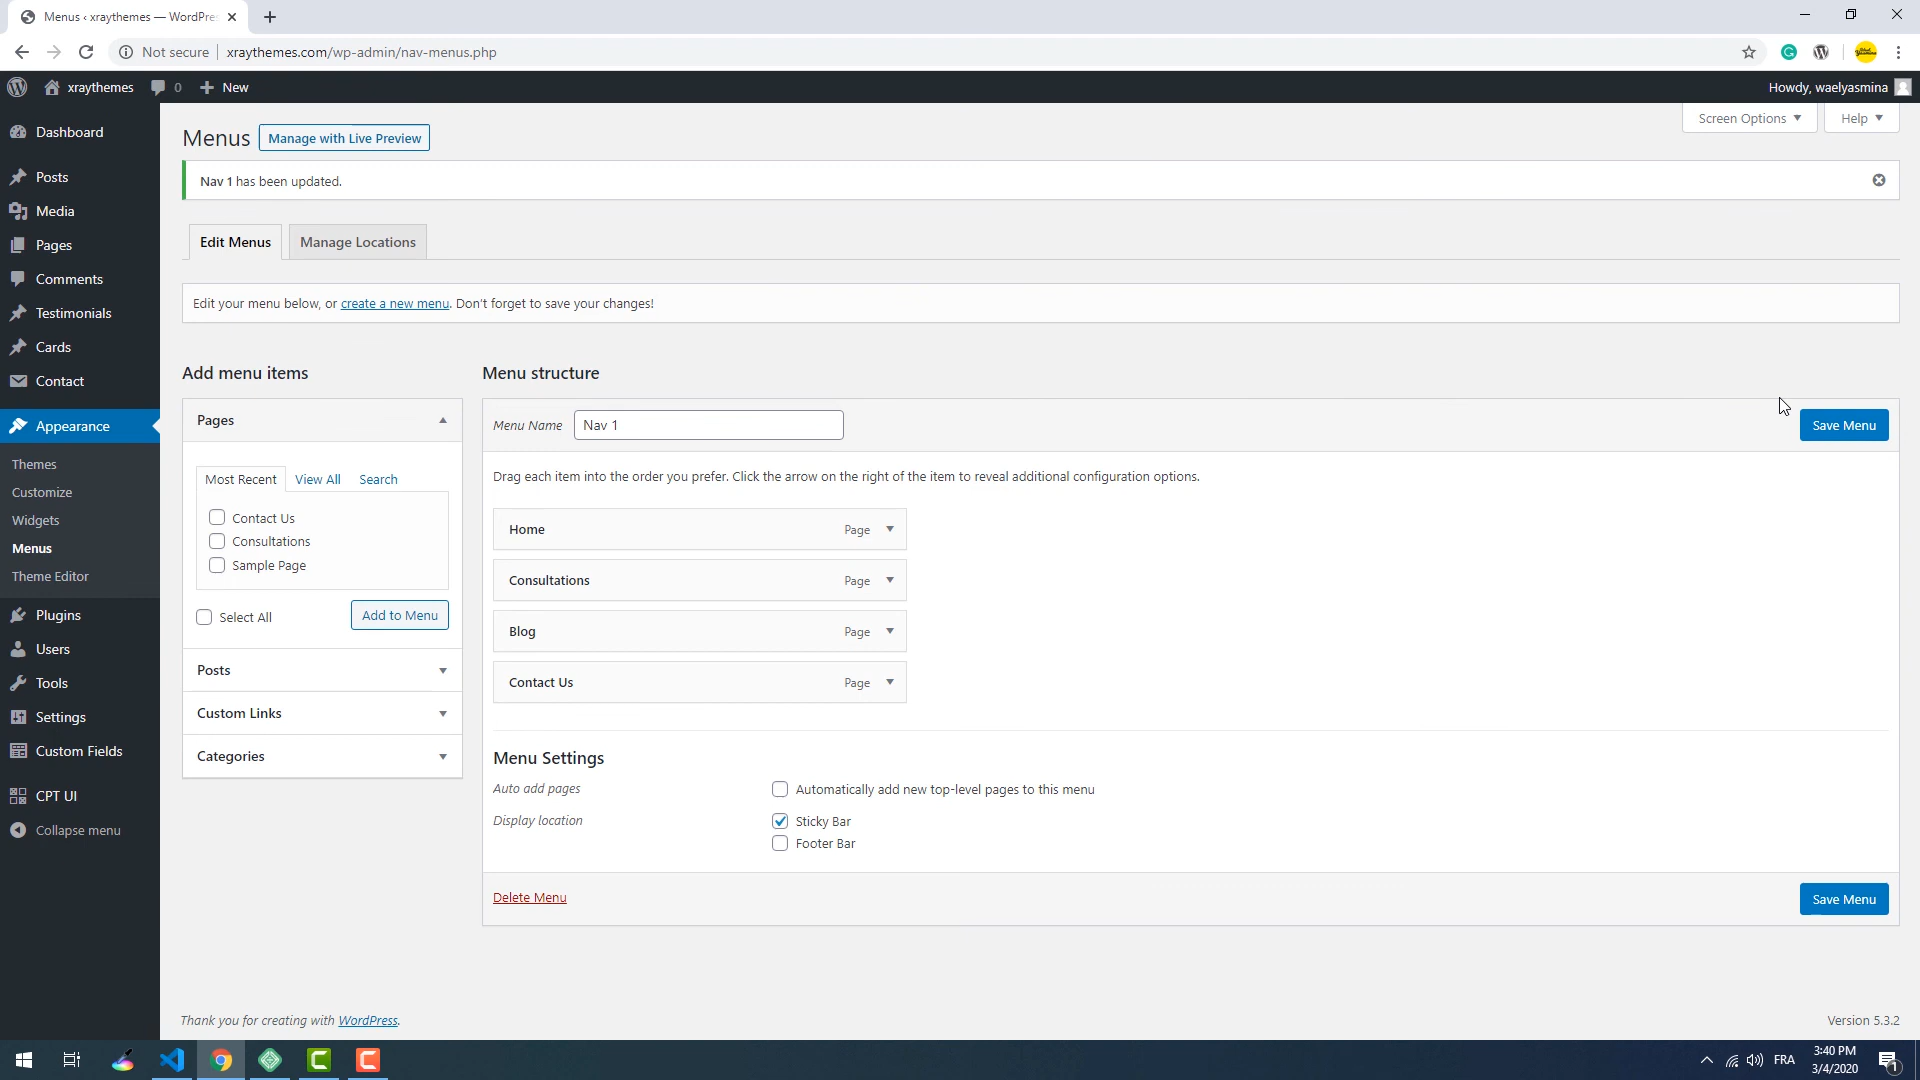 Menus ‹ xraythemes — WordPre
Not secure
xraythemes.com/wp-admin/nav-menus.php
xraythemes
0
New
Howdy, waelyasmina
Screen Options
Help
Dashboard
Posts
Media
Pages
Comments
Testimonials
Cards
Contact
Appearance
Themes
Customize
Widgets
Menus
Theme Editor
Plugins
Users
Tools
Settings
Custom Fields
CPT UI
Collapse menu
Menus
Manage with Live Preview
Nav 1 has been updated.
Edit Menus
Manage Locations
Edit your menu below, or create a new menu. Don't forget to save your changes!
Add menu items
Pages
Most Recent
View All
Search
Contact Us
Consultations
Sample Page
Select All
Add to Menu
Posts
Custom Links
Categories
Menu structure
Menu Name
Nav 1
Save Menu
Drag each item into the order you prefer. Click the arrow on the right of the item to reveal additional configuration options.
Home Page
Consultations Page
Blog Page
Contact Us Page
Menu Settings
Auto add pages
Automatically add new top-level pages to this menu
Display location
Sticky Bar
Footer Bar
Delete Menu
Save Menu
Thank you for creating with WordPress.
Version 5.3.2
FRA
3:40 PM
3/4/2020
1